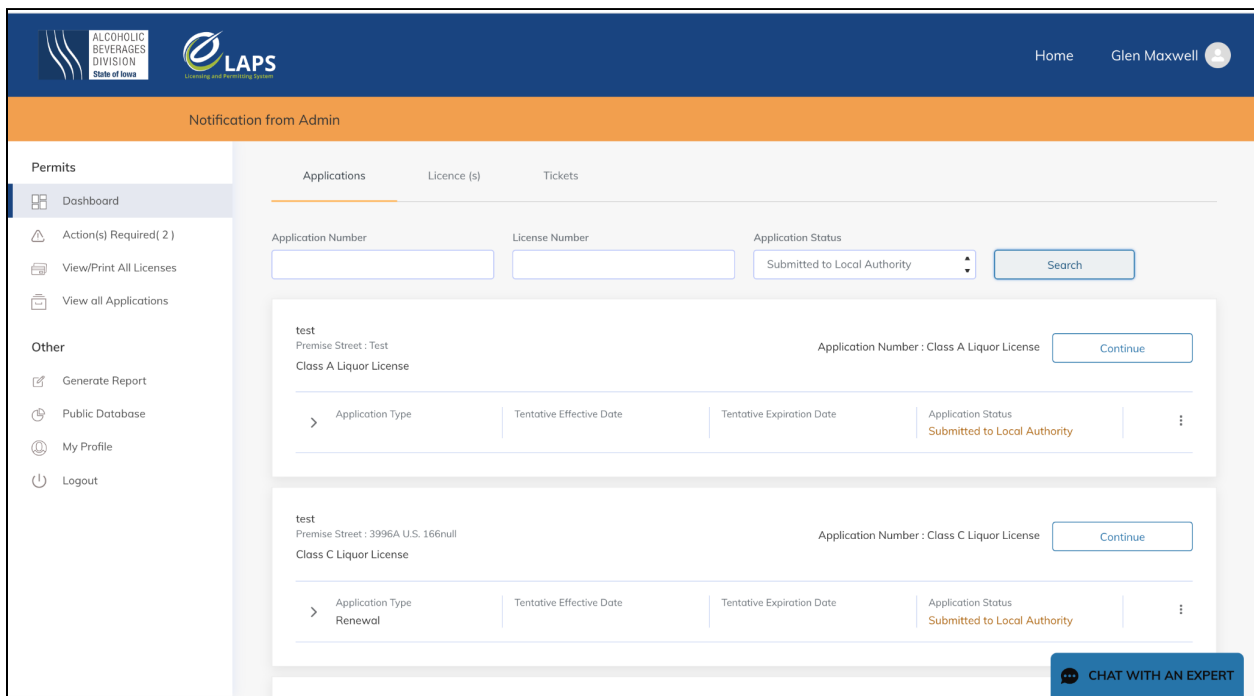 ALCOHOLIC
BEVERAGES
DIVISION
State of Iowa
eLAPS
Licensing and Permitting System
Home
Glen Maxwell
Notification from Admin
Permits
Dashboard
Action(s) Required( 2 )
View/Print All Licenses
View all Applications
Other
Generate Report
Public Database
My Profile
Logout
Applications Licence (s) Tickets
Application Number License Number Application Status
Submitted to Local Authority Search
test
Premise Street : Test
Class A Liquor License
Application Number : Class A Liquor License Continue
Application Type Tentative Effective Date Tentative Expiration Date Application Status
Submitted to Local Authority
test
Premise Street : 3996A U.S. 166null
Class C Liquor License
Application Number : Class C Liquor License Continue
Application Type Tentative Effective Date Tentative Expiration Date Application Status
Renewal Submitted to Local Authority
CHAT WITH AN EXPERT